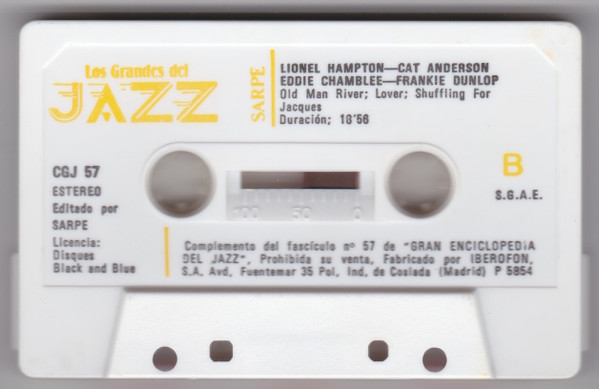 Los Grandes del
JAZZ
SARPE
LIONEL HAMPTON—CAT ANDERSON
EDDIE CHAMBLEE—FRANKIE DUNLOP
Old Man River; Lover; Shuffling For
Jacques
Duración; 18'56
CGJ 57
ESTEREO
Editado por
SARPE
Licencia:
Disques
Black and Blue
B
S.G.A.E.
100 50 0
Complemento del fascículo nº 57 de "GRAN ENCICLOPEDIA
DEL JAZZ", Prohibida su venta, Fabricado por IBEROFON,
S.A. Avd, Fuentemar 35 Pol, Ind, de Coslada (Madrid) P 5854